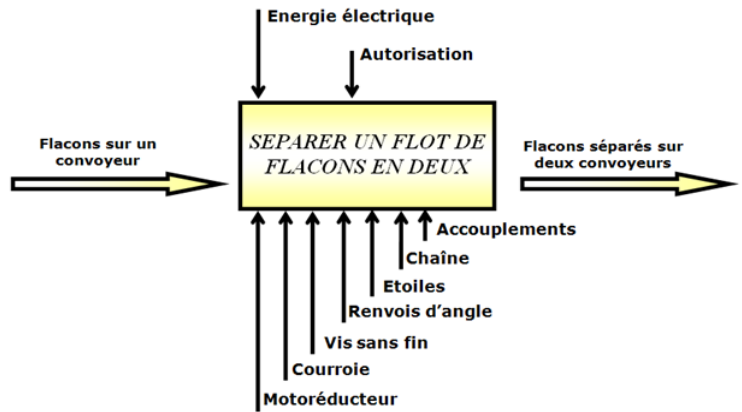 Energie électrique
Autorisation
Flacons sur un
convoyeur
SEPARER UN FLOT DE
FLACONS EN DEUX
Flacons séparés sur
deux convoyeurs
Accouplements
Chaîne
Etoiles
Renvois d’angle
Vis sans fin
Courroie
Motoréducteur